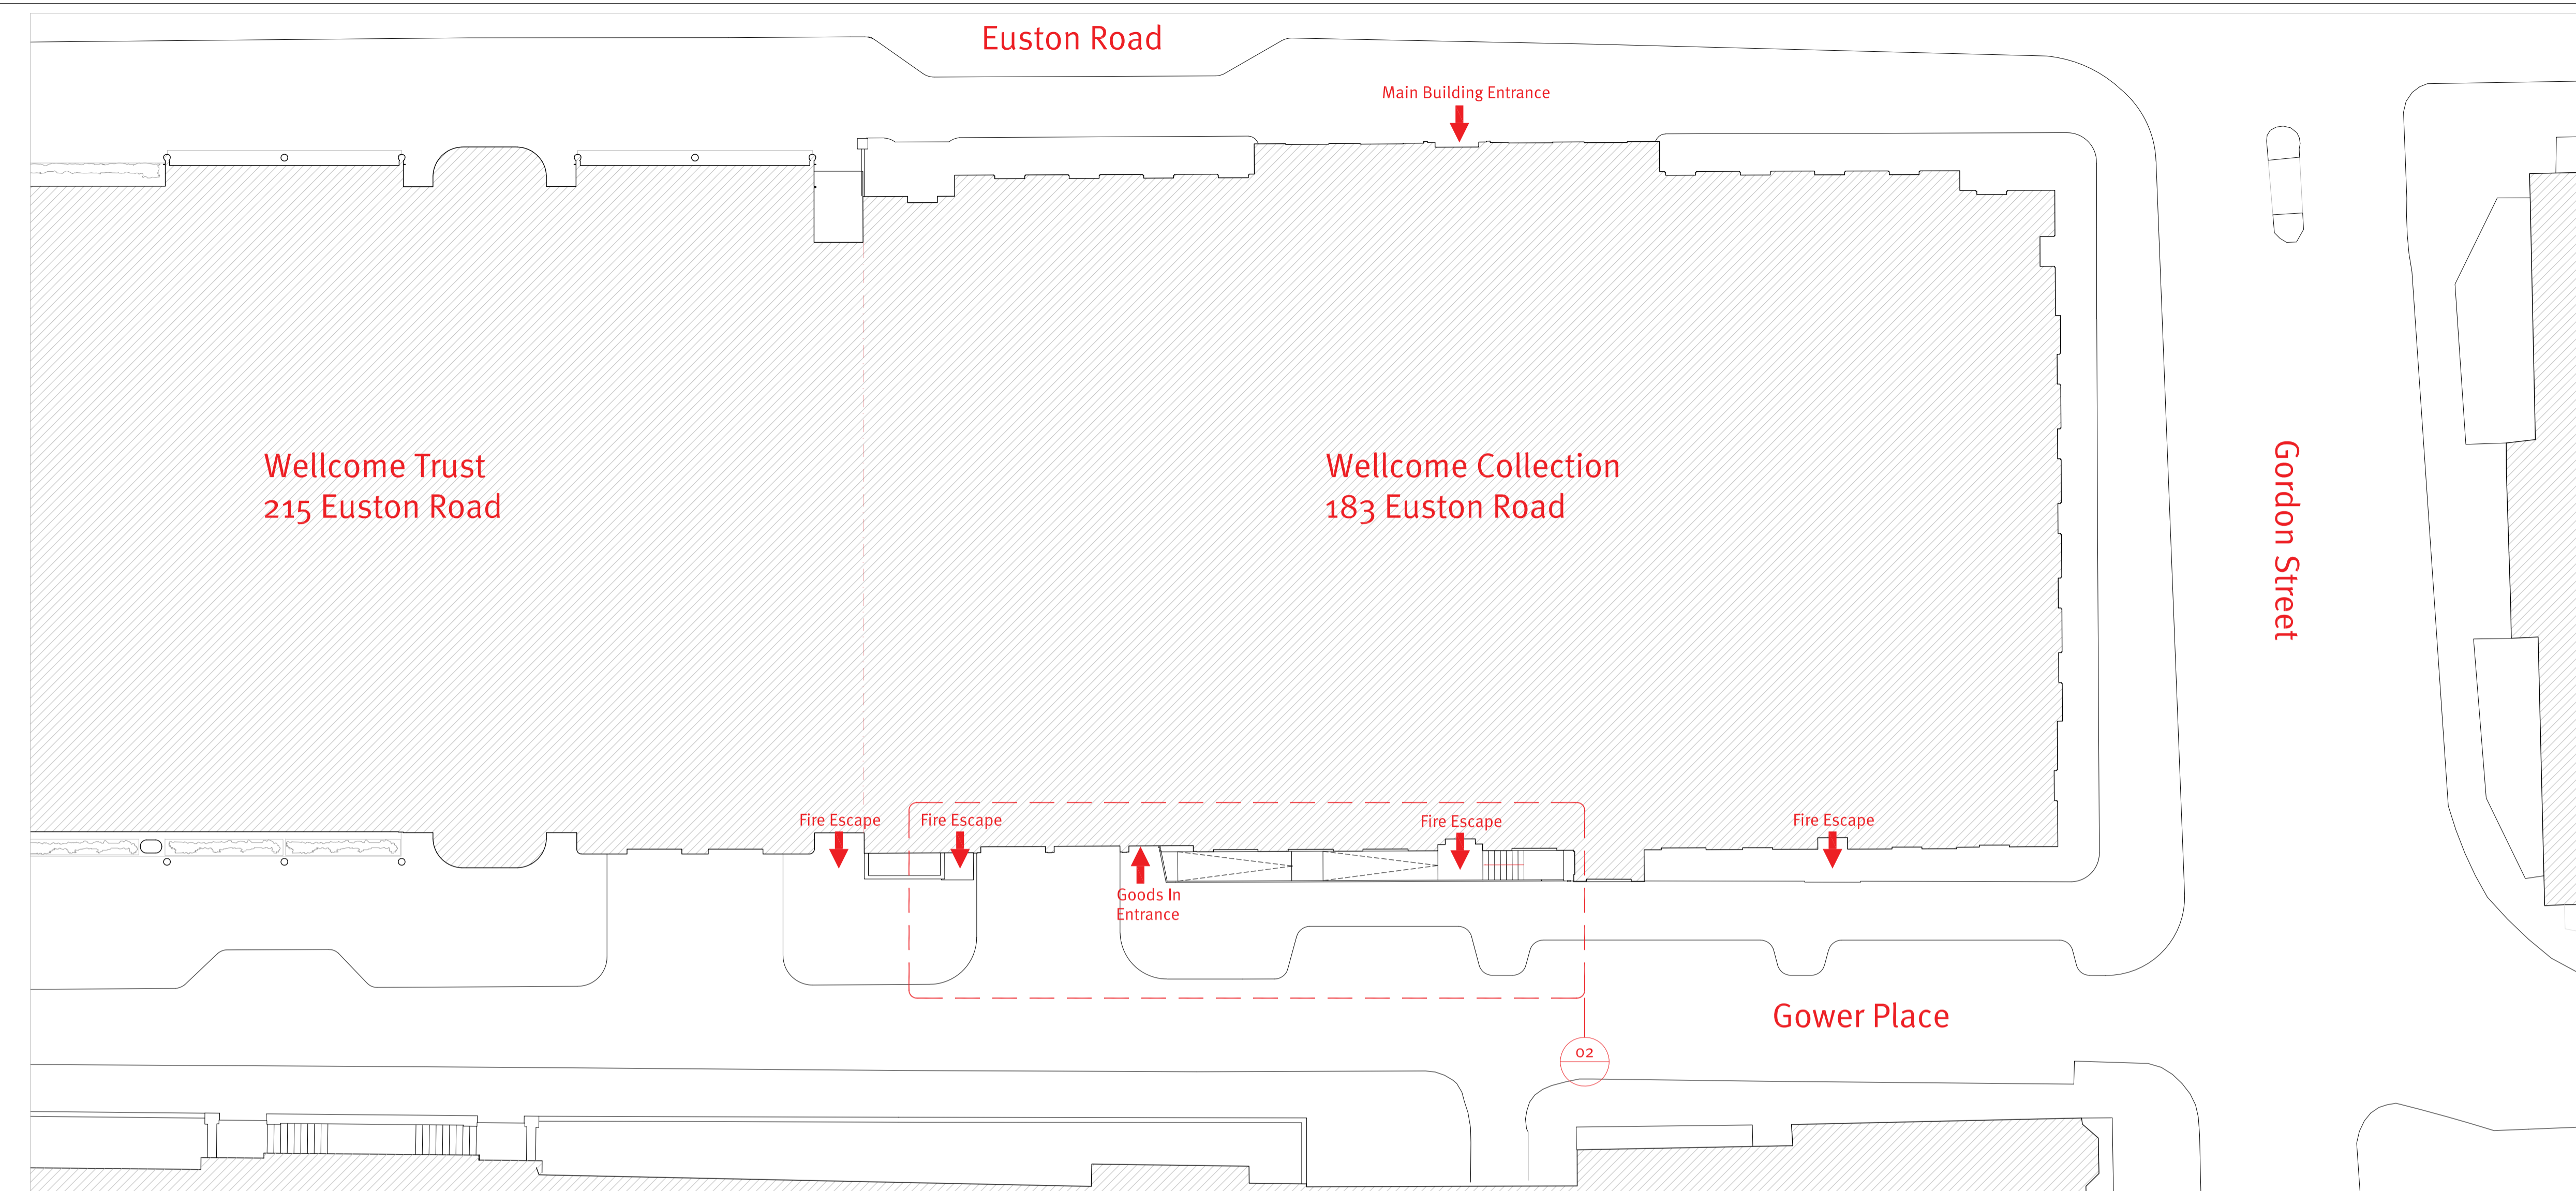 Euston Road
Main Building Entrance
Wellcome Trust
215 Euston Road
Wellcome Collection
183 Euston Road
Gordon Street
Fire Escape
Fire Escape
Fire Escape
Fire Escape
Goods In
Entrance
Gower Place
02